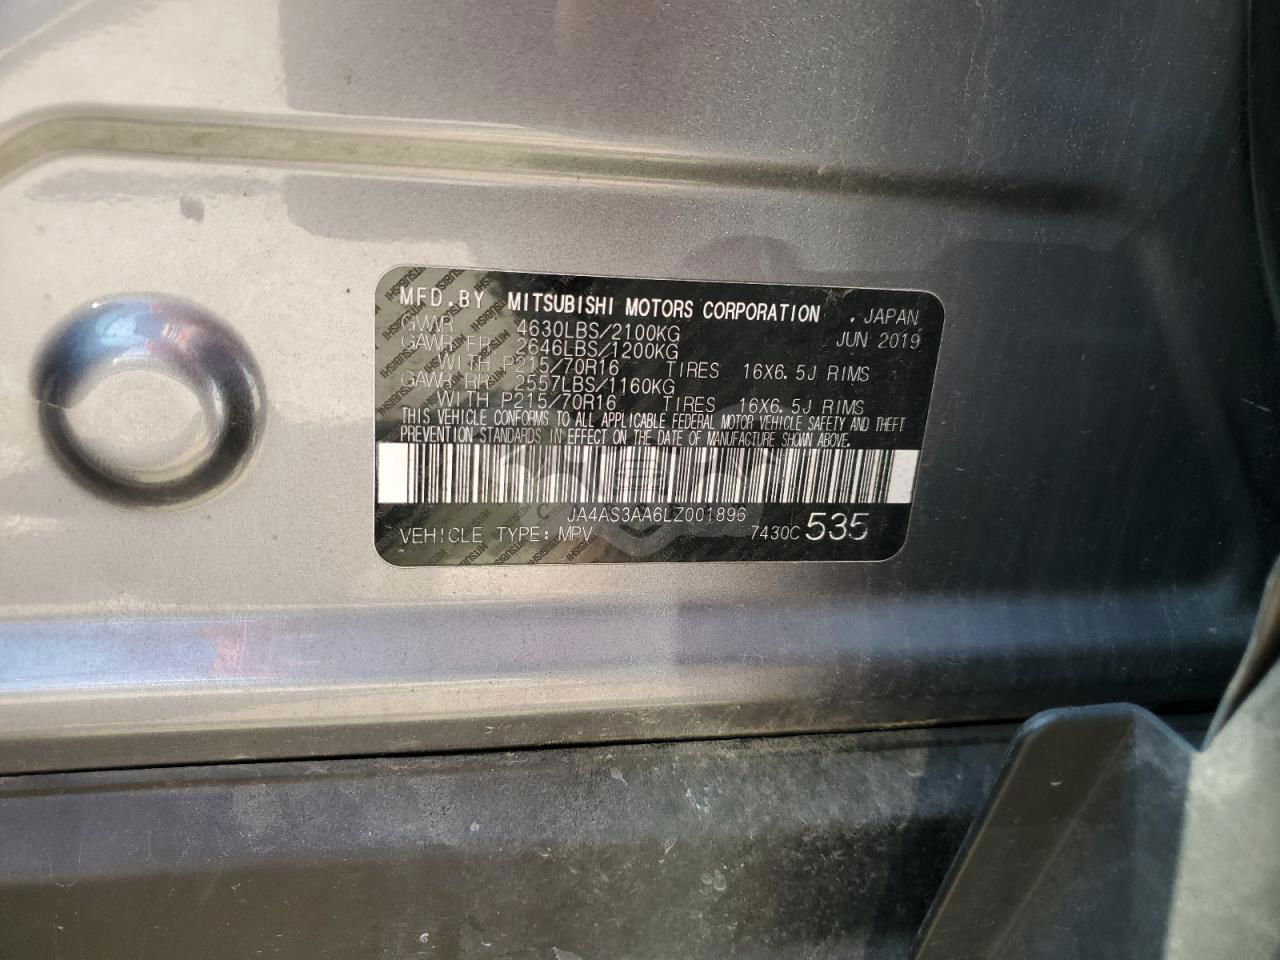 MFD.BY MITSUBISHI MOTORS CORPORATION . JAPAN
GVWR 4630LBS/2100KG JUN 2019
GAWR FR 2646LBS/1200KG
WITH P215/70R16 TIRES 16X6.5J RIMS
GAWR RR 2557LBS/1160KG
WITH P215/70R16 TIRES 16X6.5J RIMS
THIS VEHICLE CONFORMS TO ALL APPLICABLE FEDERAL MOTOR VEHICLE SAFETY AND THEFT
PREVENTION STANDARDS IN EFFECT ON THE DATE OF MANUFACTURE SHOWN ABOVE.
JA4AS3AA6LZ001896
VEHICLE TYPE: MPV 7430C 535